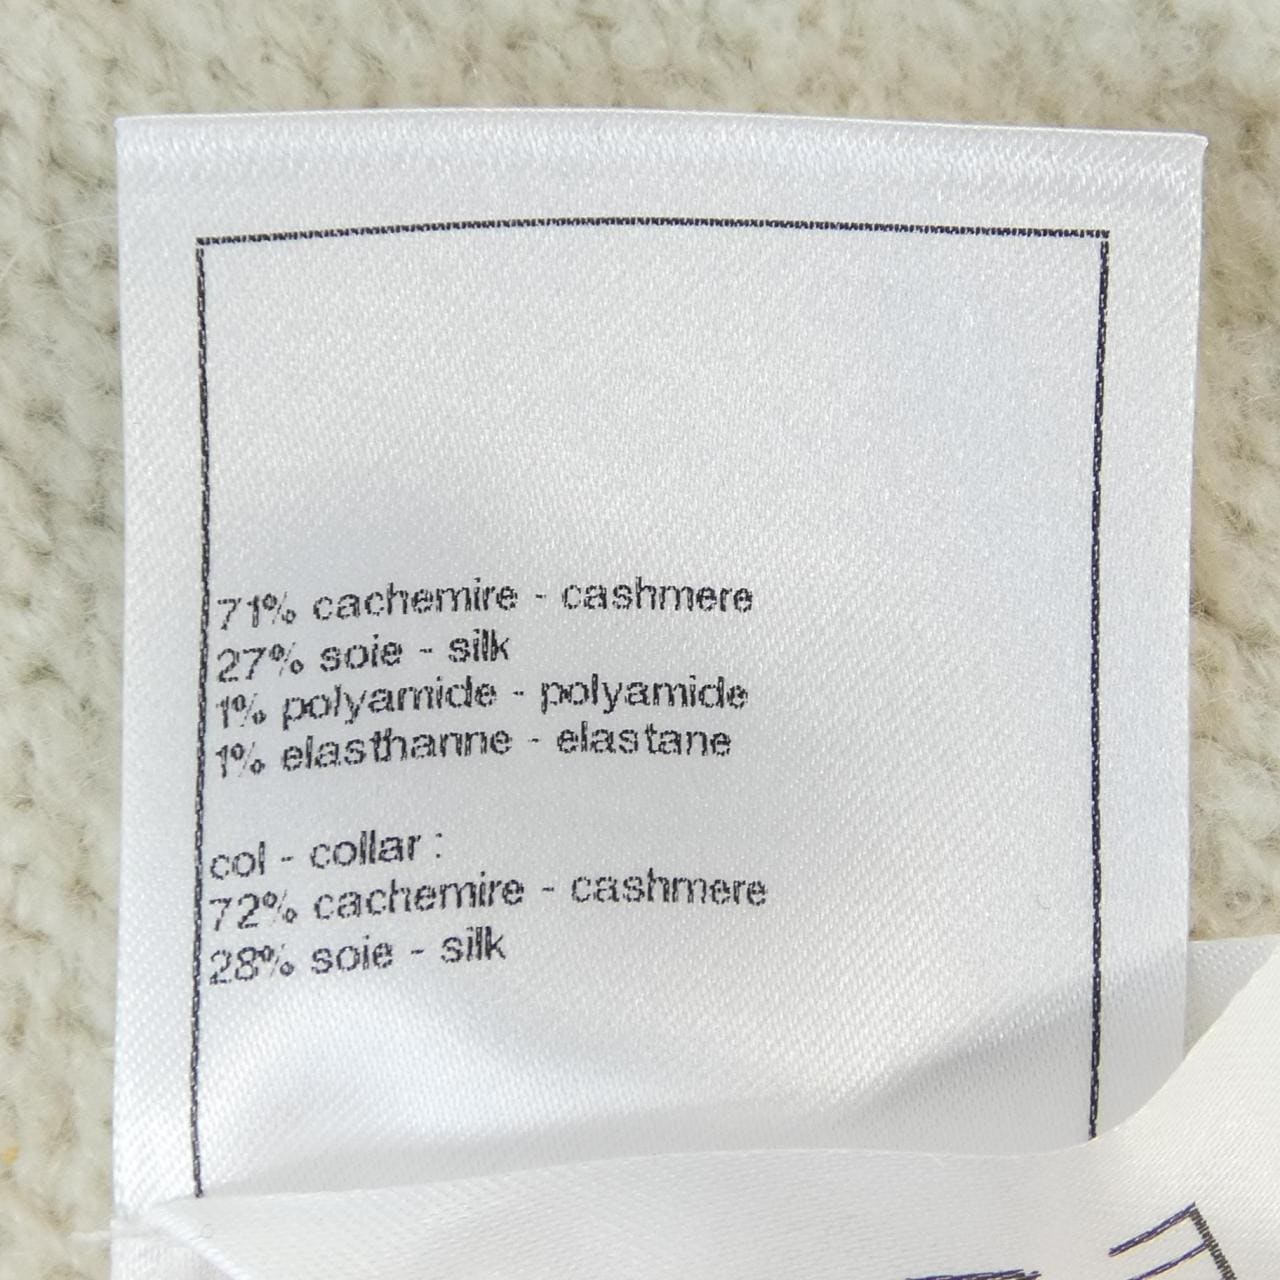 71% cachemire - cashmere
27% soie - silk
1% polyamide - polyamide
1% elasthanne - elastane
col - collar :
72% cachemire - cashmere
28% soie - silk